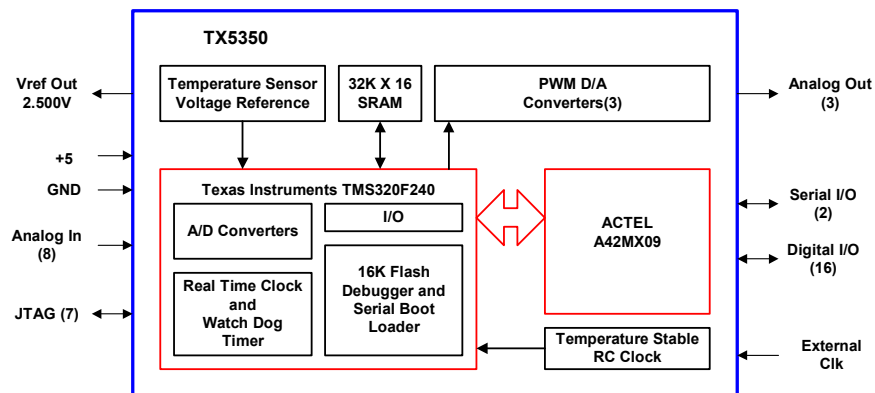 TX5350
Vref Out
2.500V
Temperature Sensor
Voltage Reference
32K X 16
SRAM
PWM D/A
Converters(3)
Analog Out
(3)
+5
GND
Analog In
(8)
JTAG (7)
Texas Instruments TMS320F240
A/D Converters
I/O
Real Time Clock
and
Watch Dog
Timer
16K Flash
Debugger and
Serial Boot
Loader
ACTEL
A42MX09
Temperature Stable
RC Clock
Serial I/O
(2)
Digital I/O
(16)
External
Clk